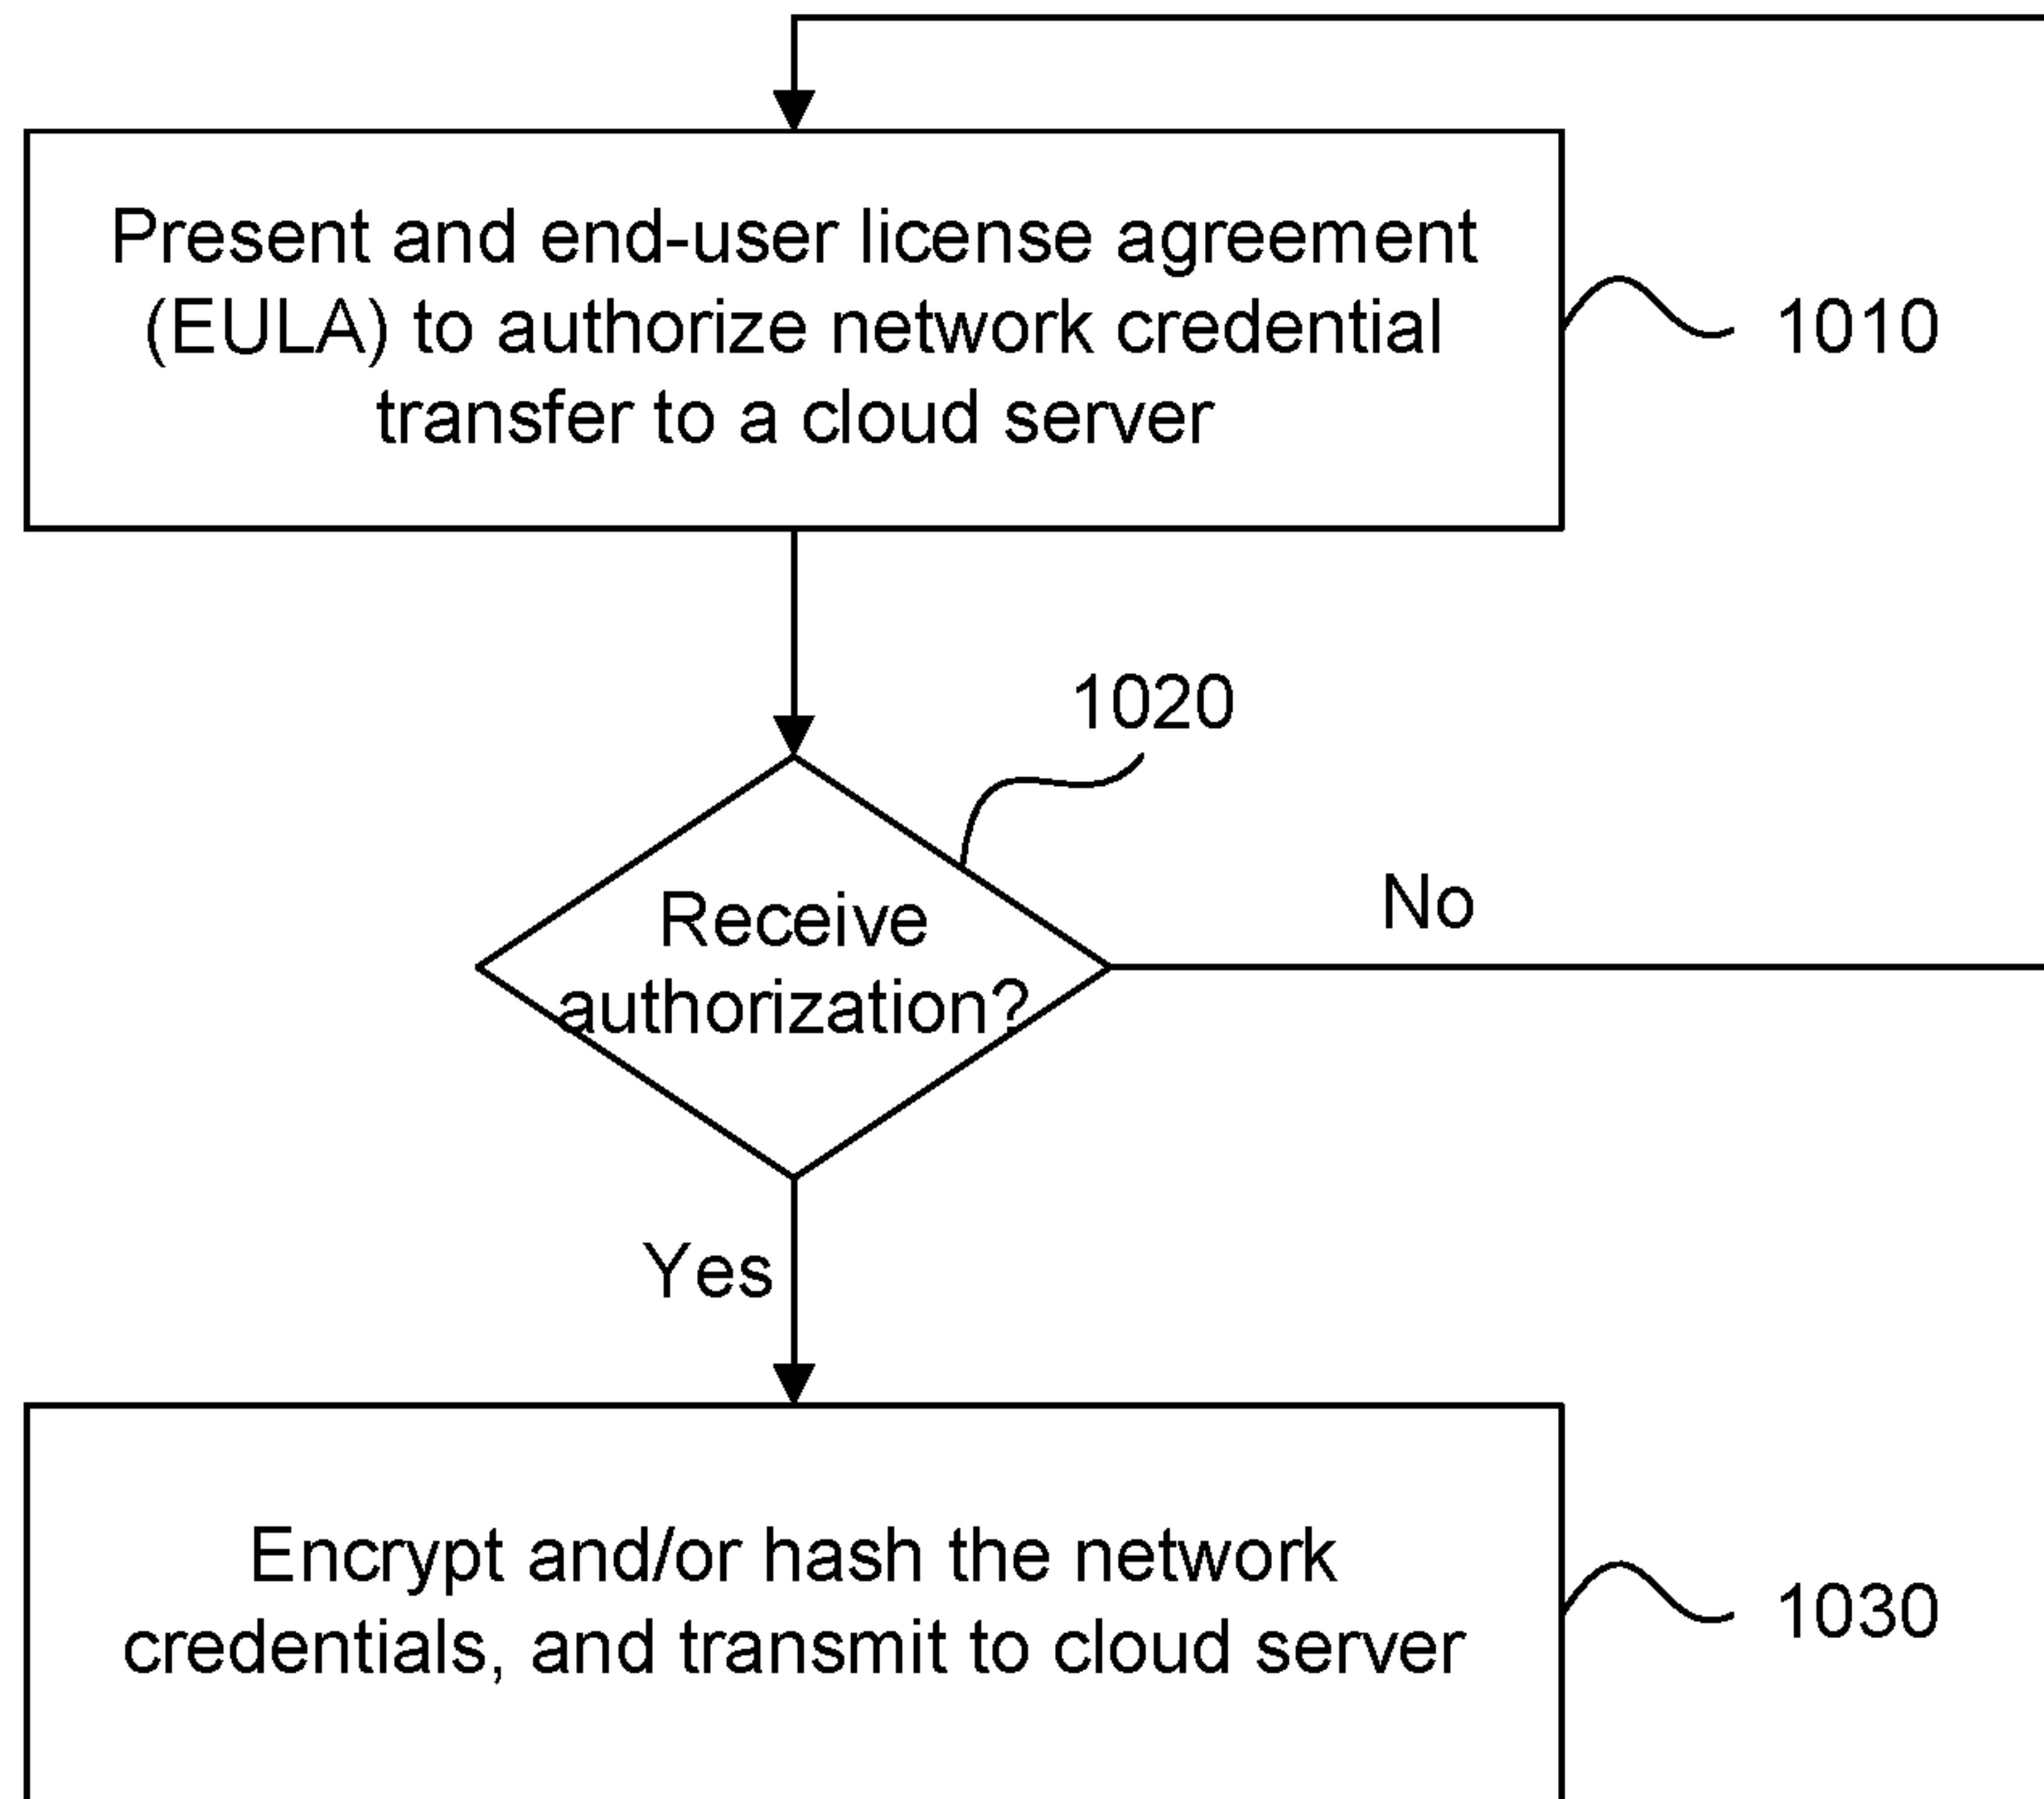 Present and end-user license agreement
(EULA) to authorize network credential
transfer to a cloud server
1010
1020
Receive
authorization?
No
Yes
Encrypt and/or hash the network
credentials, and transmit to cloud server
1030